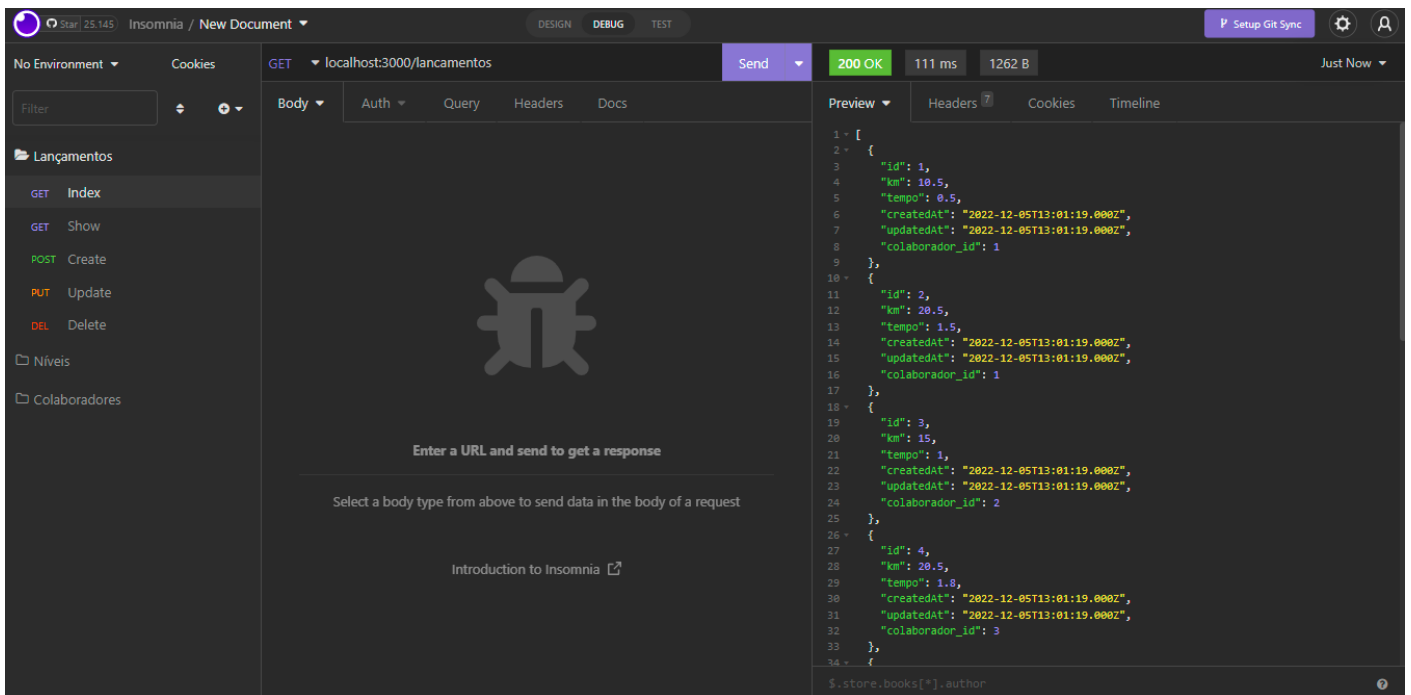 Star 25.145 Insomnia / New Document DESIGN DEBUG TEST Setup Git Sync
No Environment Cookies
GET localhost:3000/lancamentos Send
200 OK 111 ms 1262 B Just Now
Filter
Body Auth Query Headers Docs
Preview Headers 7 Cookies Timeline
Lançamentos
GET Index
GET Show
POST Create
PUT Update
DEL Delete
Níveis
Colaboradores
Enter a URL and send to get a response
Select a body type from above to send data in the body of a request
Introduction to Insomnia
1 [
2 {
3 "id": 1,
4 "km": 10.5,
5 "tempo": 0.5,
6 "createdAt": "2022-12-05T13:01:19.000Z",
7 "updatedAt": "2022-12-05T13:01:19.000Z",
8 "colaborador_id": 1
9 },
10 {
11 "id": 2,
12 "km": 20.5,
13 "tempo": 1.5,
14 "createdAt": "2022-12-05T13:01:19.000Z",
15 "updatedAt": "2022-12-05T13:01:19.000Z",
16 "colaborador_id": 1
17 },
18 {
19 "id": 3,
20 "km": 15,
21 "tempo": 1,
22 "createdAt": "2022-12-05T13:01:19.000Z",
23 "updatedAt": "2022-12-05T13:01:19.000Z",
24 "colaborador_id": 2
25 },
26 {
27 "id": 4,
28 "km": 20.5,
29 "tempo": 1.8,
30 "createdAt": "2022-12-05T13:01:19.000Z",
31 "updatedAt": "2022-12-05T13:01:19.000Z",
32 "colaborador_id": 3
33 },
34 {
$.store.books[*].author